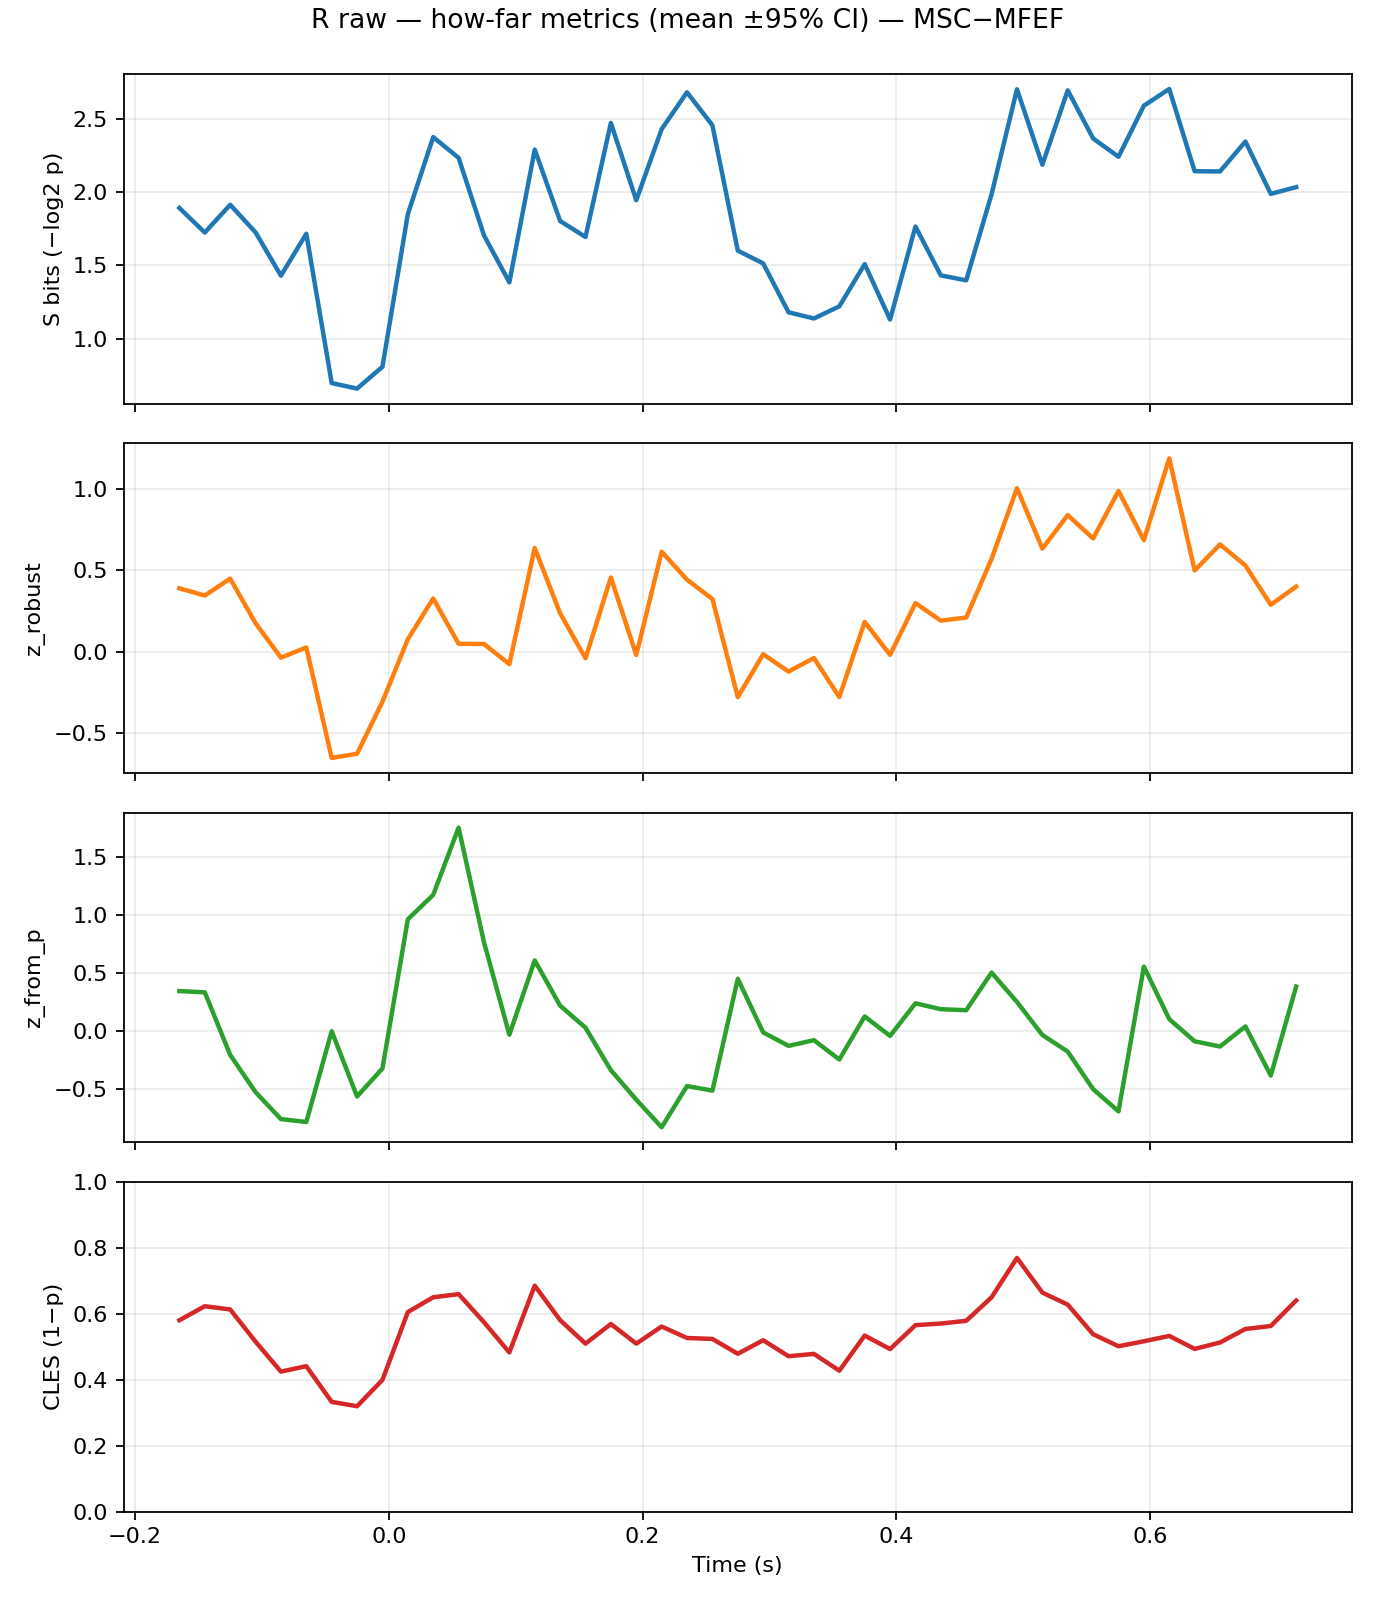 R raw — how-far metrics (mean ±95% CI) — MSC−MFEF
S bits (−log2 p)
2.5
2.0
1.5
1.0
z_robust
1.0
0.5
0.0
−0.5
z_from_p
1.5
1.0
0.5
0.0
−0.5
CLES (1−p)
1.0
0.8
0.6
0.4
0.2
0.0
−0.2 0.0 0.2 0.4 0.6
Time (s)